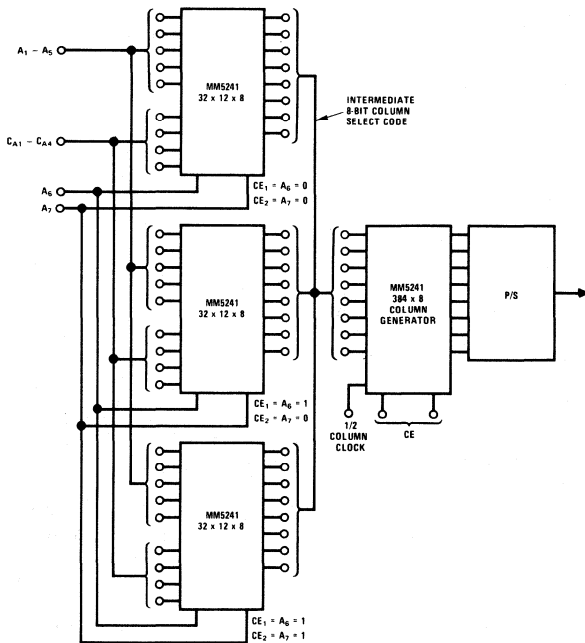 A1 – A5
CA1 – CA4
A6
A7
MM5241
32 x 12 x 8
CE1 = A6 = 0
CE2 = A7 = 0
INTERMEDIATE
8-BIT COLUMN
SELECT CODE
MM5241
32 x 12 x 8
CE1 = A6 = 1
CE2 = A7 = 0
MM5241
384 x 8
COLUMN
GENERATOR
P/S
1/2
COLUMN
CLOCK
CE
MM5241
32 x 12 x 8
CE1 = A6 = 1
CE2 = A7 = 1